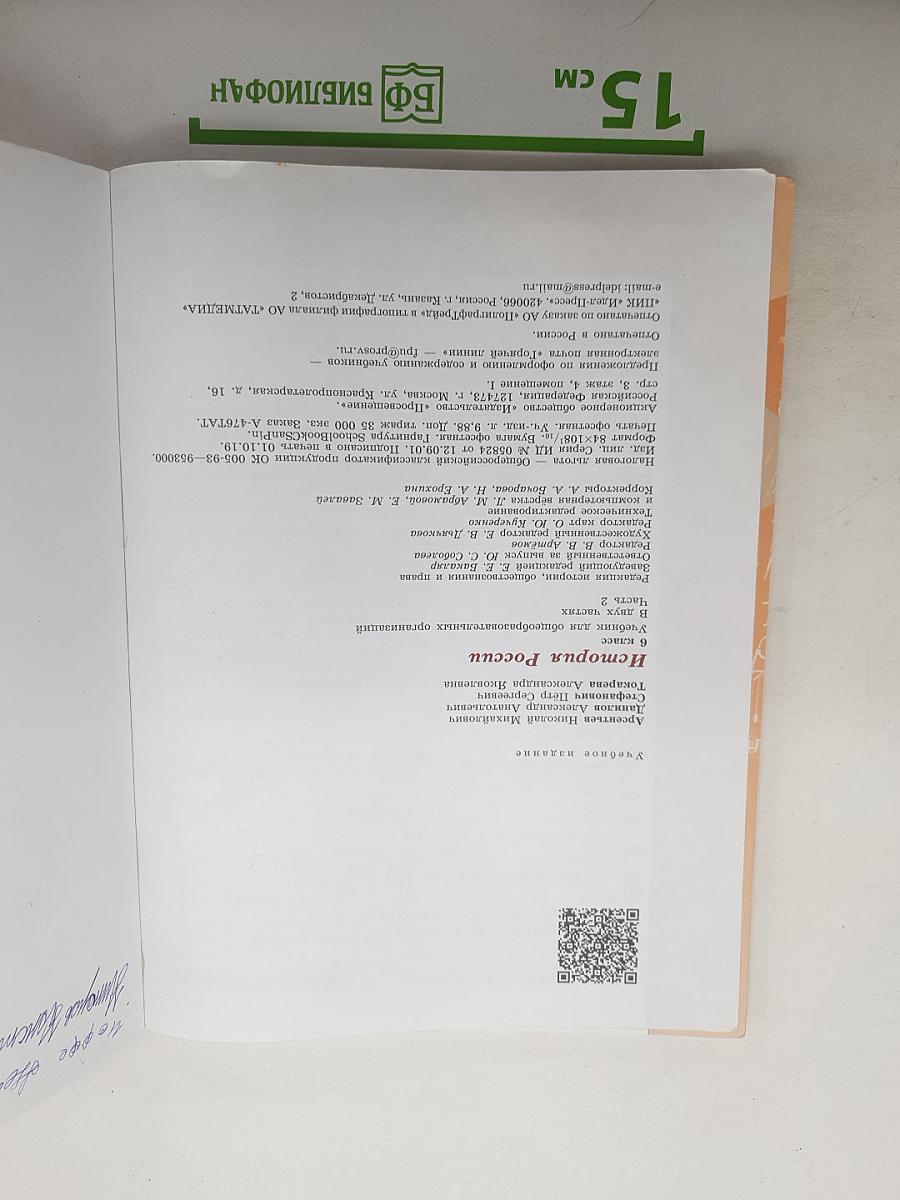 Учебное издание
Арсентьев Николай Михайлович
Данилов Александр Анатольевич
Стефанович Пётр Сергеевич
Токарева Александра Яковлевна
История России
6 класс
Учебник для общеобразовательных организаций
В двух частях
Часть 2
Редакция истории, обществознания и права
Заведующий редакцией Е. Е. Вакаляр
Ответственный за выпуск Ю. С. Соболева
Редактор В. В. Артёмов
Художественный редактор Е. В. Дьячкова
Редактор карт О. Ю. Кучеренко
Техническое редактирование
и компьютерная вёрстка Л. М. Абрамовой, Е. М. Завалей
Корректоры А. А. Бочарова, Н. А. Ерохина
Налоговая льгота — Общероссийский классификатор продукции ОК 005-93—953000.
Изд. лиц. Серия ИД № 05824 от 12.09.01. Подписано в печать 01.10.19.
Формат 84×108¹/₁₆. Бумага офсетная. Гарнитура SchoolBookCSanPin.
Печать офсетная. Уч.-изд. л. 9,88. Доп. тираж 35 000 экз. Заказ А-476ТАТ.
Акционерное общество «Издательство «Просвещение».
Российская Федерация, 127473, г. Москва, ул. Краснопролетарская, д. 16,
стр. 3, этаж 4, помещение I.
Предложения по оформлению и содержанию учебников —
электронная почта «Горячей линии» — fpu@prosv.ru.
Отпечатано в России.
Отпечатано по заказу АО «ПолиграфТрейд» в типографии филиала АО «ТАТМЕДИА»
«ПИК «Идел-Пресс». 420066, Россия, г. Казань, ул. Декабристов, 2
e-mail: idelpress@mail.ru
15 см
БФ БИБЛИОФАН